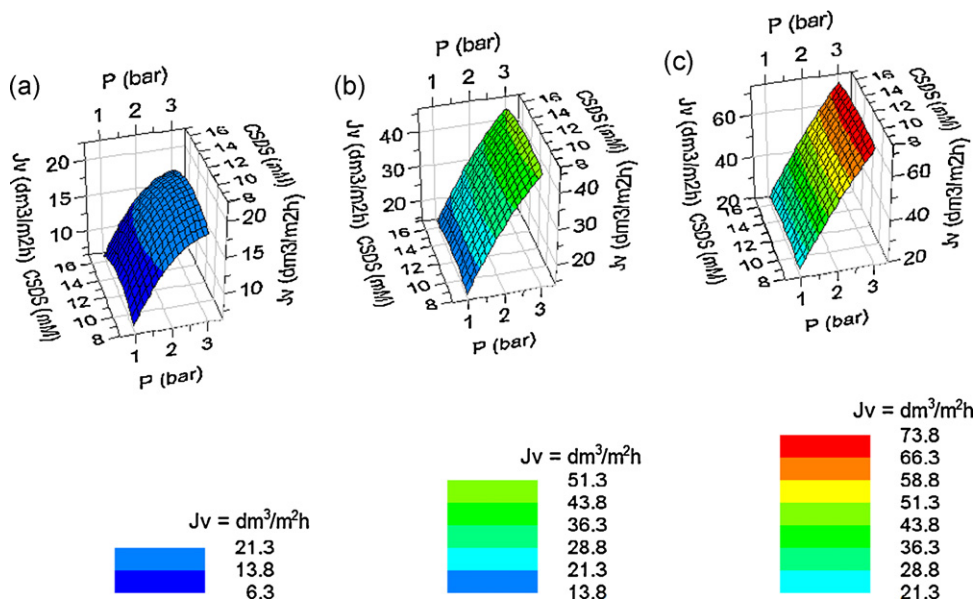 (a)
P (bar)
1 2 3
CSDS (mM)
16
14
12
10
8
Jv (dm3/m2h)
20
15
10
Jv (dm3/m2h)
20
15
10
CSDS (mM)
16
14
12
10
8
1 2 3
P (bar)
(b)
P (bar)
1 2 3
CSDS (mM)
16
14
12
10
8
Jv (dm3/m2h)
40
30
20
Jv (dm3/m2h)
40
30
20
CSDS (mM)
16
14
12
10
8
1 2 3
P (bar)
(c)
P (bar)
1 2 3
CSDS (mM)
16
14
12
10
8
Jv (dm3/m2h)
60
40
20
Jv (dm3/m2h)
60
40
20
CSDS (mM)
16
14
12
10
8
1 2 3
P (bar)
Jv = dm³/m²h
21.3
13.8
6.3
Jv = dm³/m²h
51.3
43.8
36.3
28.8
21.3
13.8
Jv = dm³/m²h
73.8
66.3
58.8
51.3
43.8
36.3
28.8
21.3